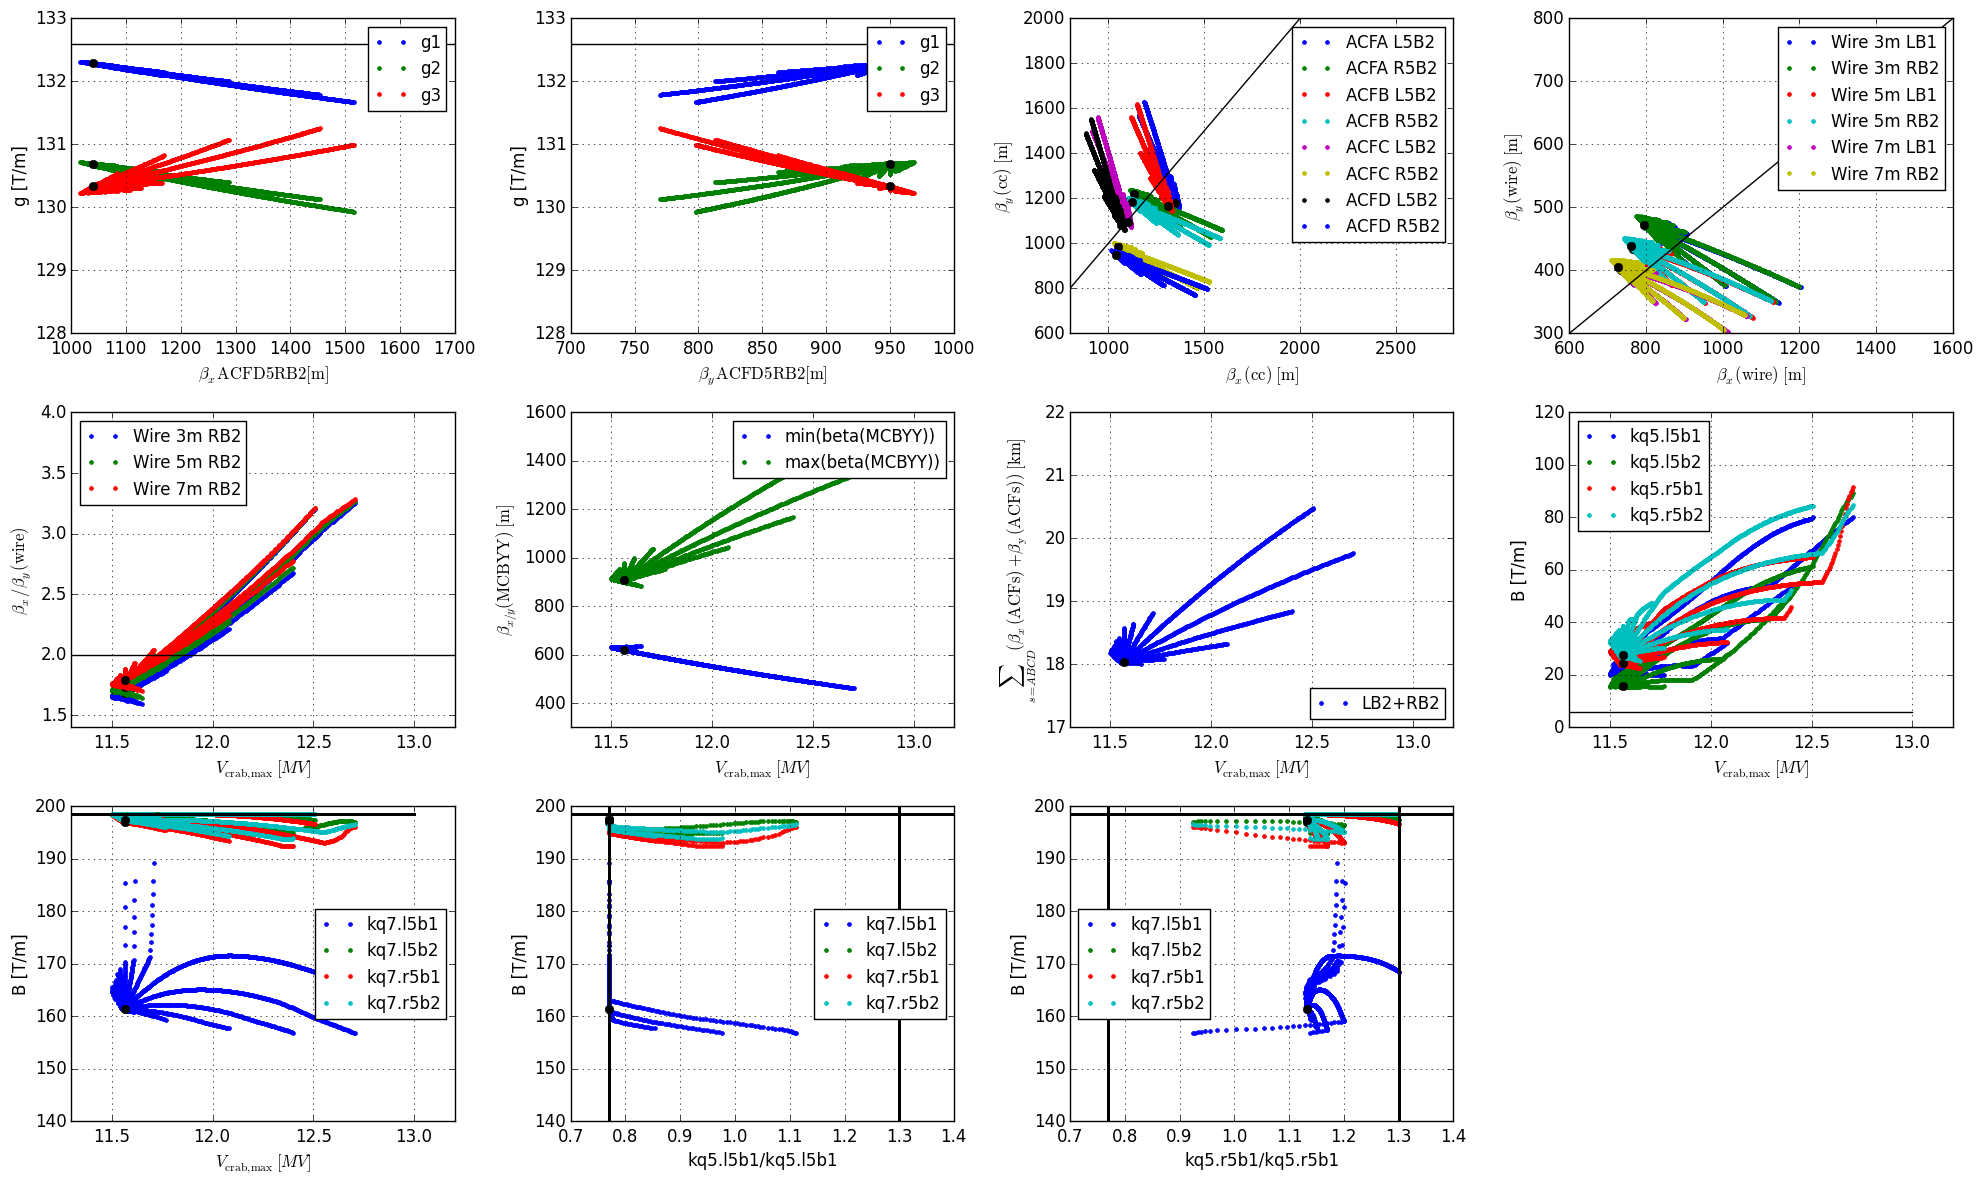 133
132
131
130
129
128
g [T/m]
1000 1100 1200 1300 1400 1500 1600 1700
β_x ACFD5RB2[m]
g1
g2
g3
133
132
131
130
129
128
g [T/m]
700 750 800 850 900 950 1000
β_y ACFD5RB2[m]
g1
g2
g3
2000
1800
1600
1400
1200
1000
800
600
β_y (cc) [m]
1000 1500 2000 2500
β_x (cc) [m]
ACFA L5B2
ACFA R5B2
ACFB L5B2
ACFB R5B2
ACFC L5B2
ACFC R5B2
ACFD L5B2
ACFD R5B2
800
700
600
500
400
300
β_y (wire) [m]
600 800 1000 1200 1400 1600
β_x (wire) [m]
Wire 3m LB1
Wire 3m RB2
Wire 5m LB1
Wire 5m RB2
Wire 7m LB1
Wire 7m RB2
4.0
3.5
3.0
2.5
2.0
1.5
β_x/β_y (wire)
11.5 12.0 12.5 13.0
V_crab,max [MV]
Wire 3m RB2
Wire 5m RB2
Wire 7m RB2
1600
1400
1200
1000
800
600
400
β_x/y (MCBYY) [m]
11.5 12.0 12.5 13.0
V_crab,max [MV]
min(beta(MCBYY))
max(beta(MCBYY))
22
21
20
19
18
17
∑_s=ABCD (β_x (ACFs) + β_y (ACFs)) [km]
11.5 12.0 12.5 13.0
V_crab,max [MV]
LB2+RB2
120
100
80
60
40
20
0
B [T/m]
11.5 12.0 12.5 13.0
V_crab,max [MV]
kq5.l5b1
kq5.l5b2
kq5.r5b1
kq5.r5b2
200
190
180
170
160
150
140
B [T/m]
11.5 12.0 12.5 13.0
V_crab,max [MV]
kq7.l5b1
kq7.l5b2
kq7.r5b1
kq7.r5b2
200
190
180
170
160
150
140
B [T/m]
0.7 0.8 0.9 1.0 1.1 1.2 1.3 1.4
kq5.l5b1/kq5.l5b1
kq7.l5b1
kq7.l5b2
kq7.r5b1
kq7.r5b2
200
190
180
170
160
150
140
B [T/m]
0.7 0.8 0.9 1.0 1.1 1.2 1.3 1.4
kq5.r5b1/kq5.r5b1
kq7.l5b1
kq7.l5b2
kq7.r5b1
kq7.r5b2